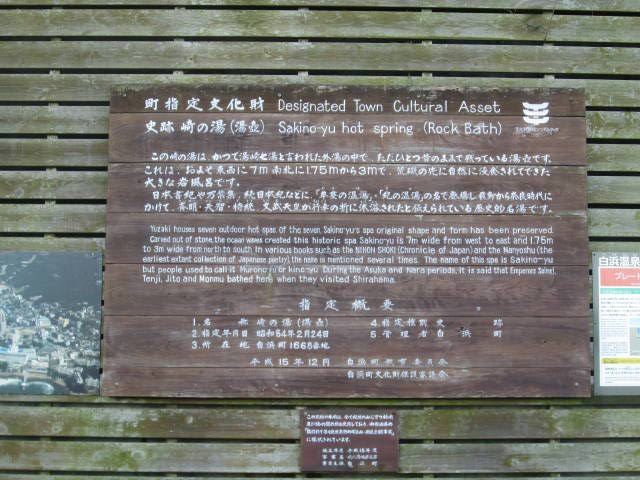 町指定文化財 Designated Town Cultural Asset
史跡 崎の湯(湯壺) Sakino-yu hot spring (Rock Bath)
この崎の湯は、かつて湯崎七湯と言われた外湯の中で、ただひとつ昔のままで残っている湯壺です。
これは、およそ東西に7m南北に1.75mから3mで、荒磯の先に自然に浸食されてできた
大きな岩風呂です。
日本書紀や万葉集、続日本紀などに「牟婁の温湯」「紀の温湯」の名で登場し飛鳥から奈良時代に
かけて、斉明・天智・持統・文武天皇が行幸の折に沐浴されたと伝えられている歴史的名湯です。
Yuzaki houses seven outdoor hot spas. Of the seven, Sakino-yu's spa original shape and form has been preserved.
Carved out of stone, the ocean waves created this historic spa. Sakino-yu is 7m wide from west to east and 1.75m
to 3m wide from north to south. In various books such as the NIHON SHOKI (Chronicle of Japan) and the Manyoshu (the
earliest extant collection of Japanese poetry), the name is mentioned several times. The name of this spa is Sakino-yu
but people used to call it Murono-yu or kino-yu. During the Asuka and Nara periods, it is said that Emperors Saimei,
Tenji, Jito and Monmu bathed here when they visited Shirahama.
指定概要
1.名 称 崎の湯(湯壺) 4.指定種別 史 跡
2.指定年月日 昭和54年2月24日 5.管理者 白浜町
3.所在地 白浜町1668番地
平成15年12月 白浜町教育委員会
白浜町文化財保護審議会
白浜温泉
プレート